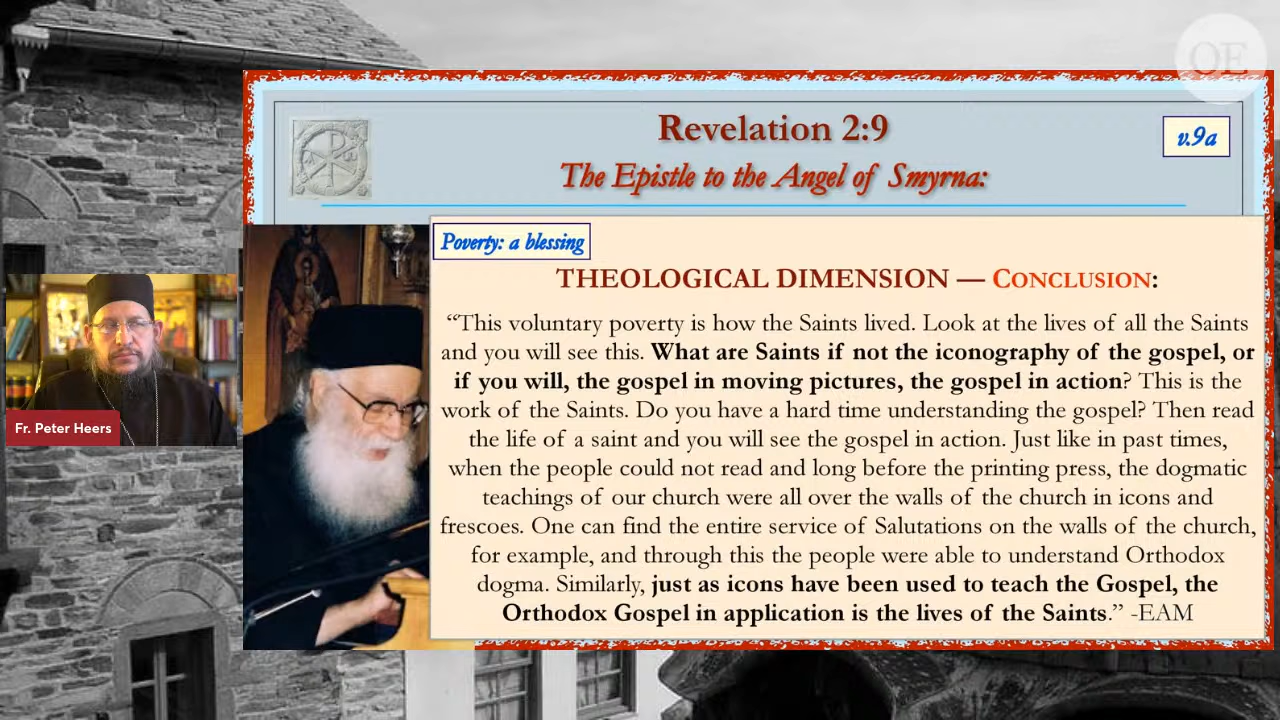 OE
Revelation 2:9
v.9a
The Epistle to the Angel of Smyrna:
Poverty: a blessing
THEOLOGICAL DIMENSION — CONCLUSION:
“This voluntary poverty is how the Saints lived. Look at the lives of all the Saints
and you will see this. What are Saints if not the iconography of the gospel, or
if you will, the gospel in moving pictures, the gospel in action? This is the
work of the Saints. Do you have a hard time understanding the gospel? Then read
the life of a saint and you will see the gospel in action. Just like in past times,
when the people could not read and long before the printing press, the dogmatic
teachings of our church were all over the walls of the church in icons and
frescoes. One can find the entire service of Salutations on the walls of the church,
for example, and through this the people were able to understand Orthodox
dogma. Similarly, just as icons have been used to teach the Gospel, the
Orthodox Gospel in application is the lives of the Saints.” -EAM
Fr. Peter Heers